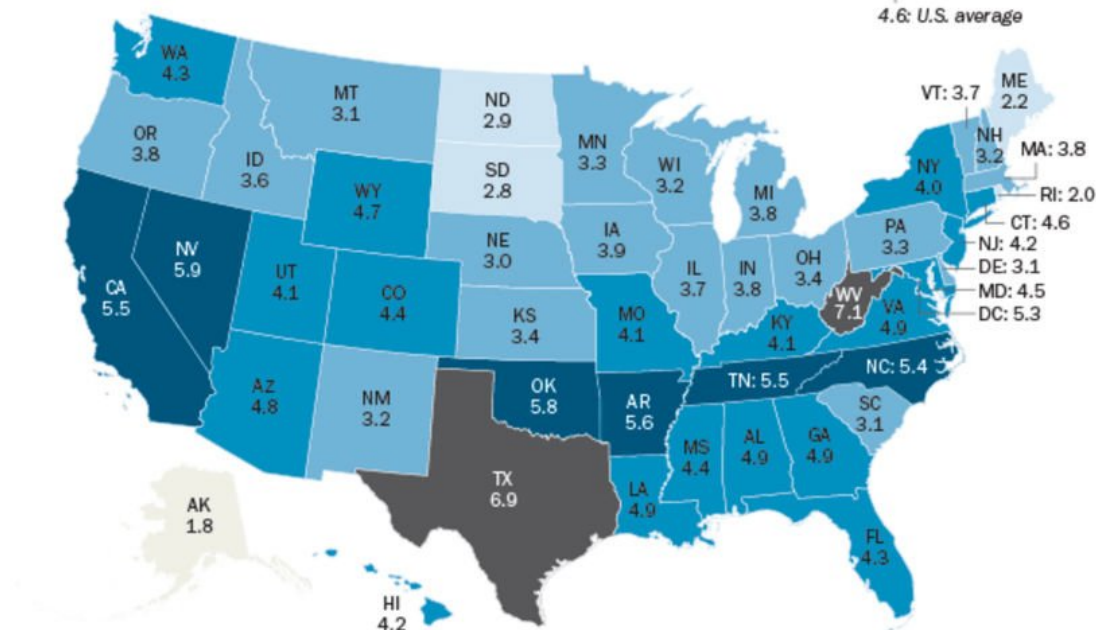 4.6: U.S. average
WA
4.3
MT
3.1
ND
2.9
ME
2.2
VT: 3.7
OR
3.8
ID
3.6
MN
3.3
NH
3.2
MA: 3.8
WY
4.7
SD
2.8
WI
3.2
MI
3.8
NY
4.0
RI: 2.0
CT: 4.6
NV
5.9
NE
3.0
IA
3.9
PA
3.3
NJ: 4.2
CA
5.5
UT
4.1
CO
4.4
IL
3.7
IN
3.8
OH
3.4
DE: 3.1
MD: 4.5
DC: 5.3
KS
3.4
MO
4.1
KY
4.1
WV
7.1
VA
4.9
AZ
4.8
NM
3.2
OK
5.8
AR
5.6
TN: 5.5
NC: 5.4
SC
3.1
TX
6.9
LA
4.9
MS
4.4
AL
4.9
GA
4.9
AK
1.8
HI
4.2
FL
4.3